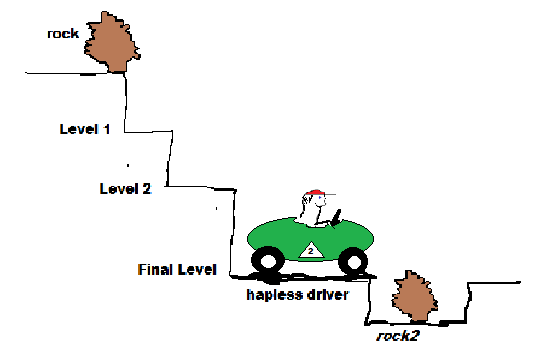 rock
Level 1
Level 2
2
Final Level
hapless driver
rock2